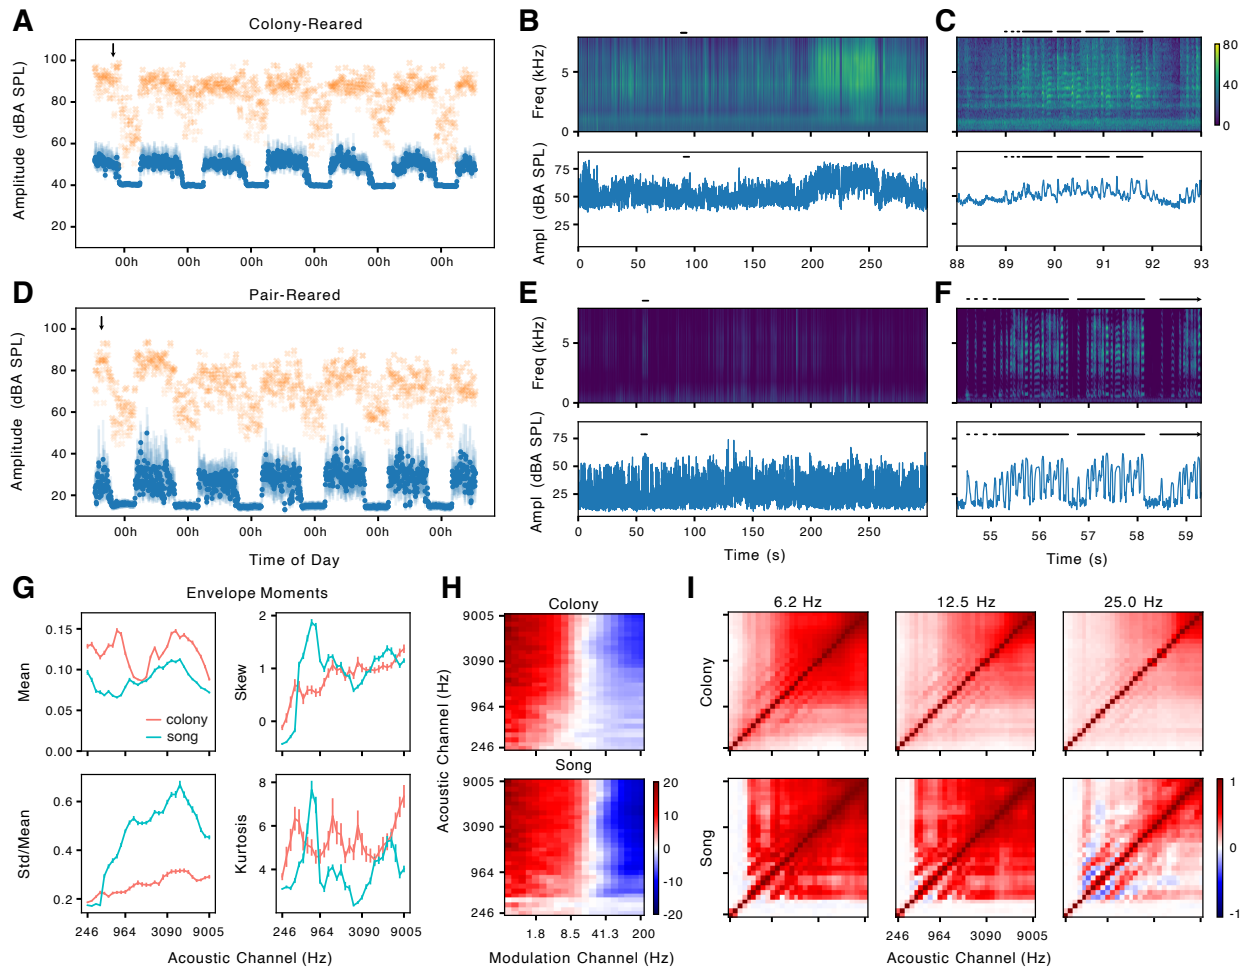 A
Colony-Reared
Amplitude (dBA SPL)
100
80
60
40
20
00h 00h 00h 00h 00h 00h
B
Freq (kHz)
5
0
Ampl (dBA SPL)
75
50
25
0 50 100 150 200 250
C
80
40
0
88 89 90 91 92 93
D
Pair-Reared
Amplitude (dBA SPL)
100
80
60
40
20
00h 00h 00h 00h 00h 00h
Time of Day
E
Freq (kHz)
5
0
Ampl (dBA SPL)
75
50
25
0 50 100 150 200 250
Time (s)
F
55 56 57 58 59
Time (s)
G
Envelope Moments
Mean
0.15
0.10
0.05
0.00
colony
song
Skew
2
1
0
Std/Mean
0.6
0.4
0.2
246 964 3090 9005
Kurtosis
8
6
4
246 964 3090 9005
Acoustic Channel (Hz)
H
Colony
9005
3090
964
246
Song
9005
3090
964
246
Acoustic Channel (Hz)
20
10
0
-10
-20
1.8 8.5 41.3 200
Modulation Channel (Hz)
I
6.2 Hz 12.5 Hz 25.0 Hz
Colony
Song
1
0
-1
246 964 3090 9005
Acoustic Channel (Hz)